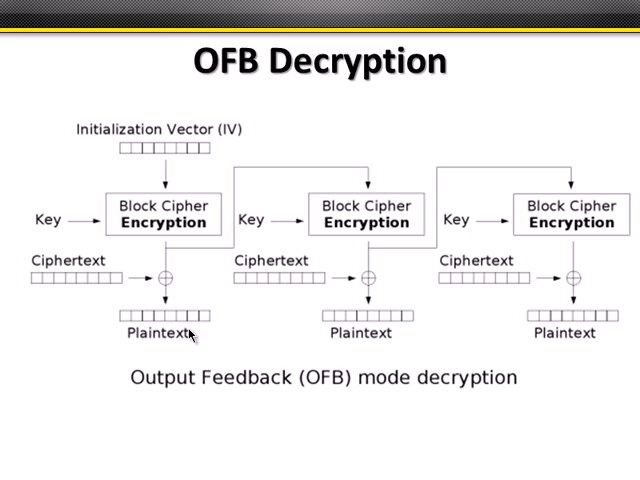 OFB Decryption
Initialization Vector (IV)
Key
Block Cipher
Encryption
Key
Block Cipher
Encryption
Key
Block Cipher
Encryption
Ciphertext
Ciphertext
Ciphertext
Plaintext
Plaintext
Plaintext
Output Feedback (OFB) mode decryption